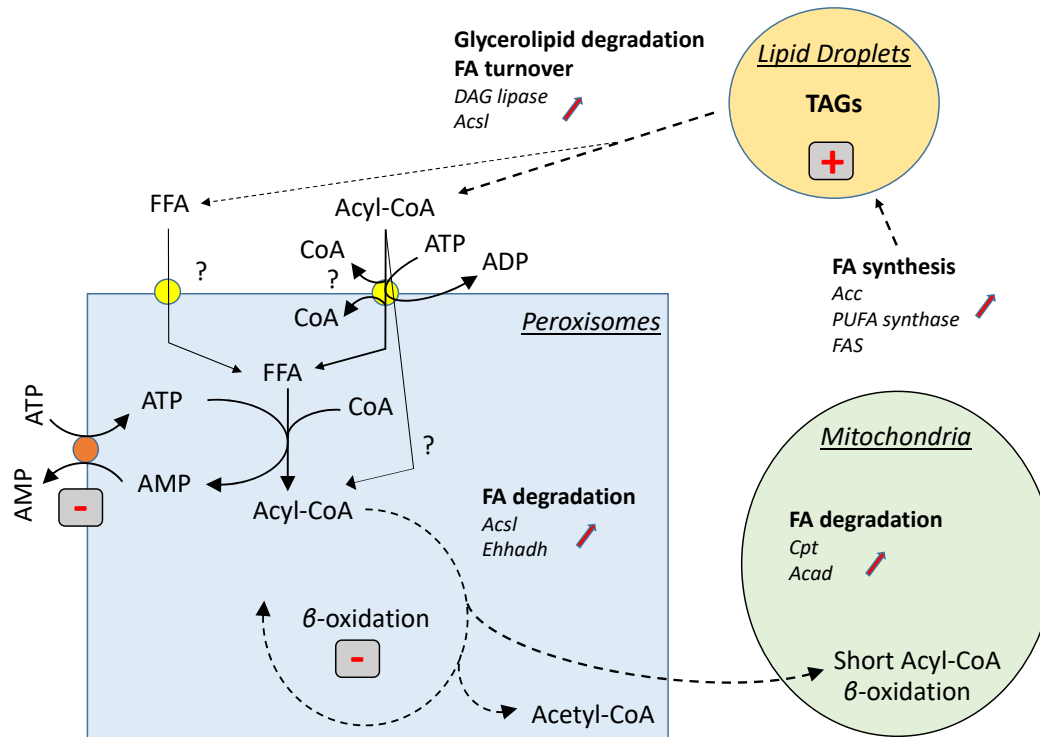 Glycerolipid degradation
FA turnover
DAG lipase
Acsl
Lipid Droplets
TAGs
+
FFA
Acyl-CoA
?
CoA
?
ATP
ADP
CoA
FA synthesis
Acc
PUFA synthase
FAS
Peroxisomes
FFA
ATP
ATP
CoA
AMP
AMP
-
?
Acyl-CoA
FA degradation
Acsl
Ehhadh
β-oxidation
-
Acetyl-CoA
Mitochondria
FA degradation
Cpt
Acad
Short Acyl-CoA
β-oxidation